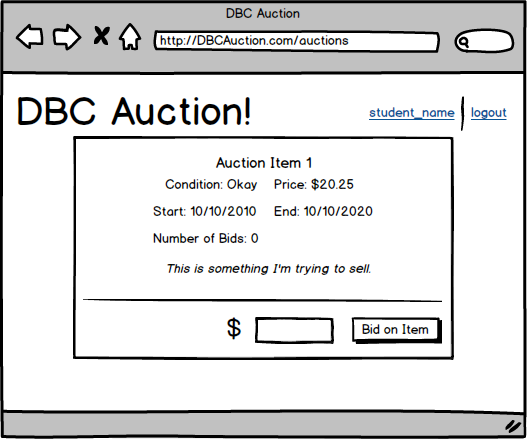 DBC Auction
http://DBCAuction.com/auctions
DBC Auction!
student_name logout
Auction Item 1
Condition: Okay Price: $20.25
Start: 10/10/2010 End: 10/10/2020
Number of Bids: 0
This is something I'm trying to sell.
$ Bid on Item